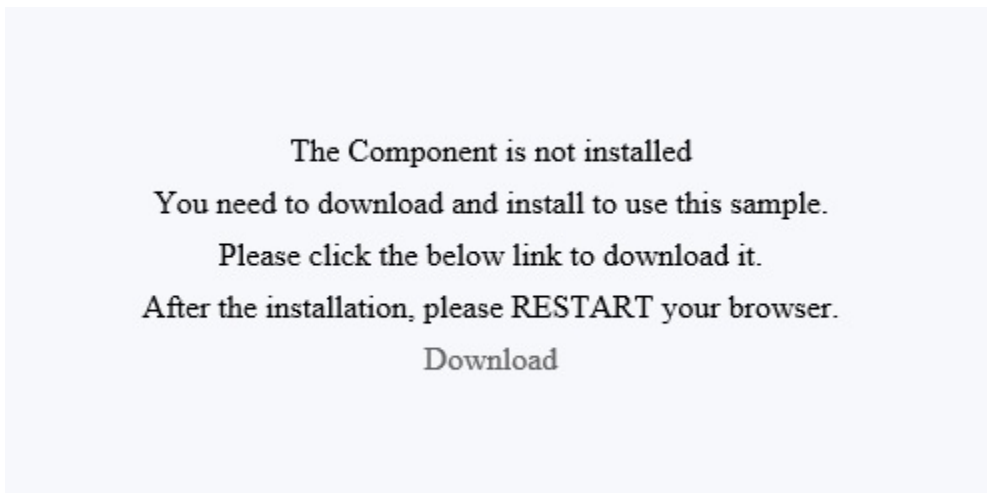 The Component is not installed
You need to download and install to use this sample.
Please click the below link to download it.
After the installation, please RESTART your browser.
Download